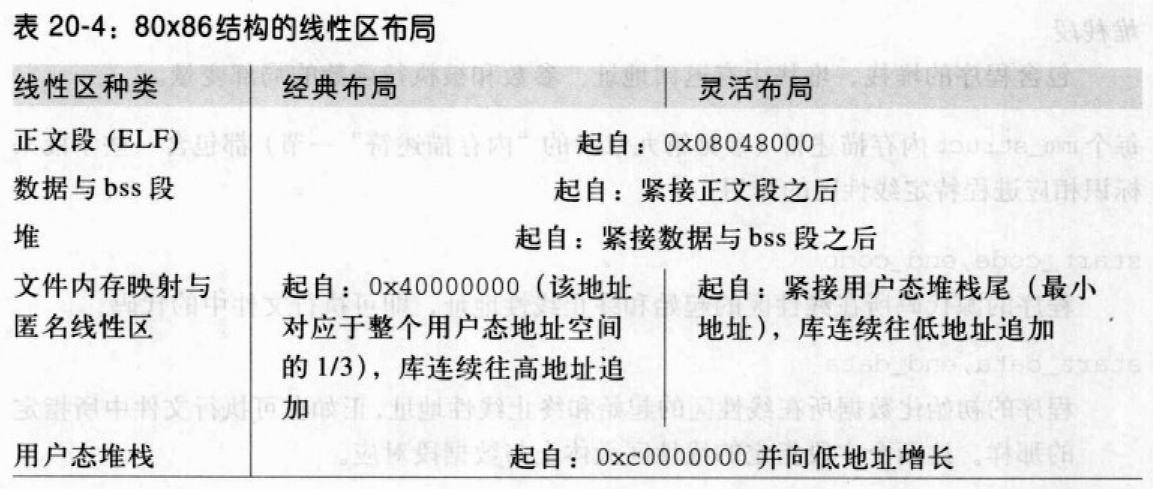 表 20-4：80x86结构的线性区布局
线性区种类 经典布局 灵活布局
正文段 (ELF) 起自：0x08048000
数据与 bss 段 起自：紧接正文段之后
堆 起自：紧接数据与 bss 段之后
文件内存映射与 起自：0x40000000（该地址 起自：紧接用户态堆栈尾（最小
匿名线性区 对应于整个用户态地址空间 地址），库连续往低地址追加
的 1/3），库连续往高地址追
加
用户态堆栈 起自：0xc0000000 并向低地址增长